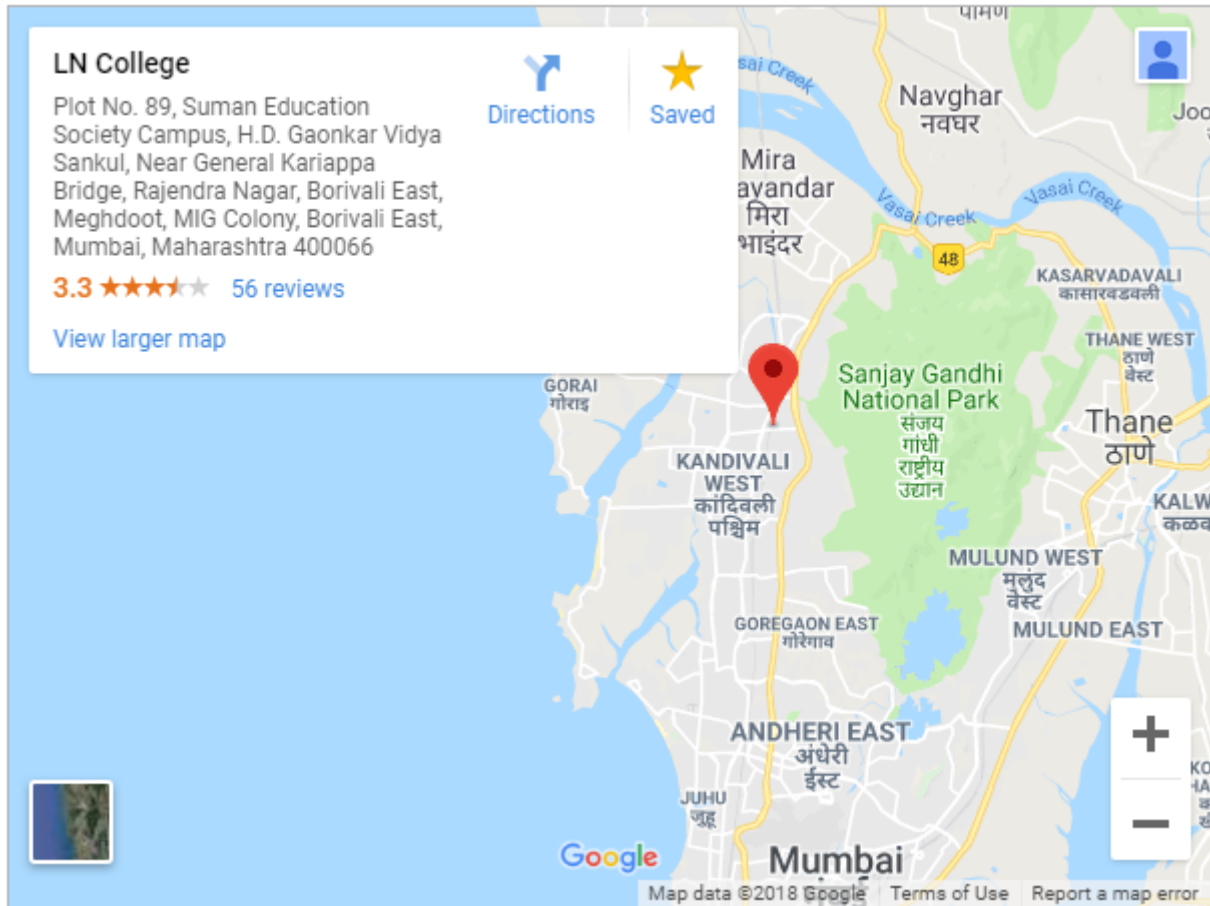 LN College
Plot No. 89, Suman Education
Society Campus, H.D. Gaonkar Vidya
Sankul, Near General Kariappa
Bridge, Rajendra Nagar, Borivali East,
Meghdoot, MIG Colony, Borivali East,
Mumbai, Maharashtra 400066
3.3
56 reviews
View larger map
Directions
Saved
Navghar
नवघर
Mira
मिरा
भाइंदर
Vasai Creek
Vasai Creek
48
KASARVADAVALI
कासारवडवली
THANE WEST
ठाणे
वेस्ट
GORAI
गोराइ
Sanjay Gandhi
National Park
संजय
गांधी
राष्ट्रीय
उद्यान
Thane
ठाणे
KANDIVALI
WEST
कांदिवली
पश्चिम
MULUND WEST
मुलुंद
वेस्ट
GOREGAON EAST
गोरेगाव
MULUND EAST
ANDHERI EAST
अंधेरी
ईस्ट
JUHU
जुहू
Google
Mumbai
Map data ©2018 Google
Terms of Use
Report a map error